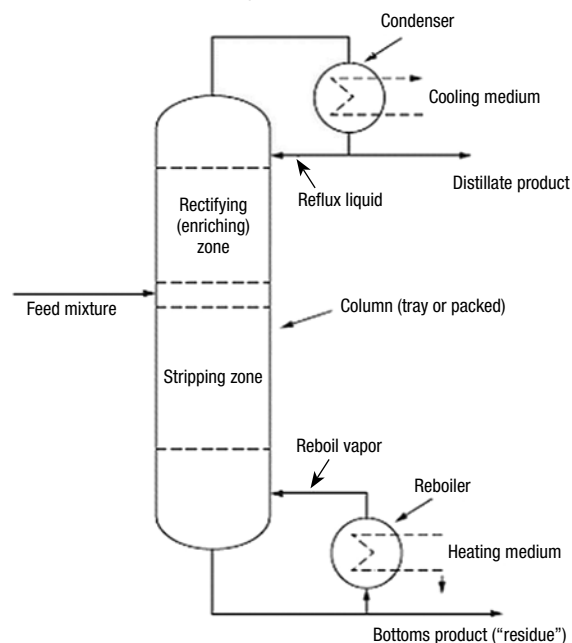 Condenser
Cooling medium
Reflux liquid
Distillate product
Rectifying
(enriching)
zone
Feed mixture
Column (tray or packed)
Stripping zone
Reboil vapor
Reboiler
Heating medium
Bottoms product (“residue”)